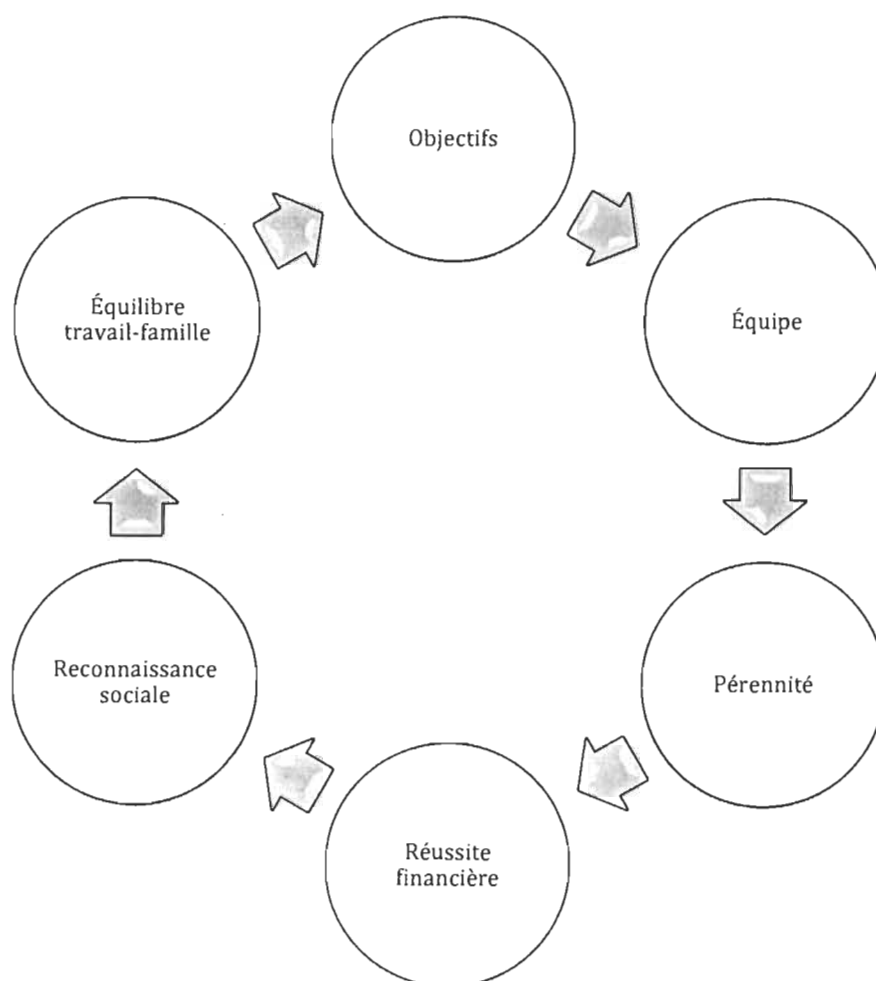 Objectifs
Équipe
Pérennité
Réussite
financière
Reconnaissance
sociale
Équilibre
travail-famille